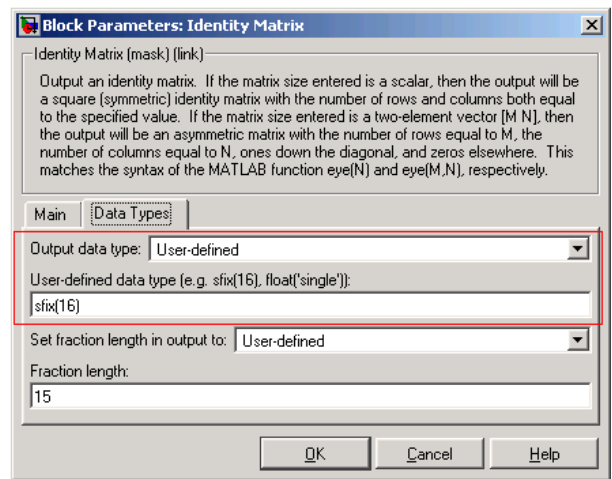 Block Parameters: Identity Matrix
Identity Matrix (mask) (link)
Output an identity matrix. If the matrix size entered is a scalar, then the output will be
a square (symmetric) identity matrix with the number of rows and columns both equal
to the specified value. If the matrix size entered is a two-element vector [M N], then
the output will be an asymmetric matrix with the number of rows equal to M, the
number of columns equal to N, ones down the diagonal, and zeros elsewhere. This
matches the syntax of the MATLAB function eye(N) and eye(M,N), respectively.
Main Data Types
Output data type: User-defined
User-defined data type (e.g. sfix(16), float('single')):
sfix(16)
Set fraction length in output to: User-defined
Fraction length:
15
OK Cancel Help